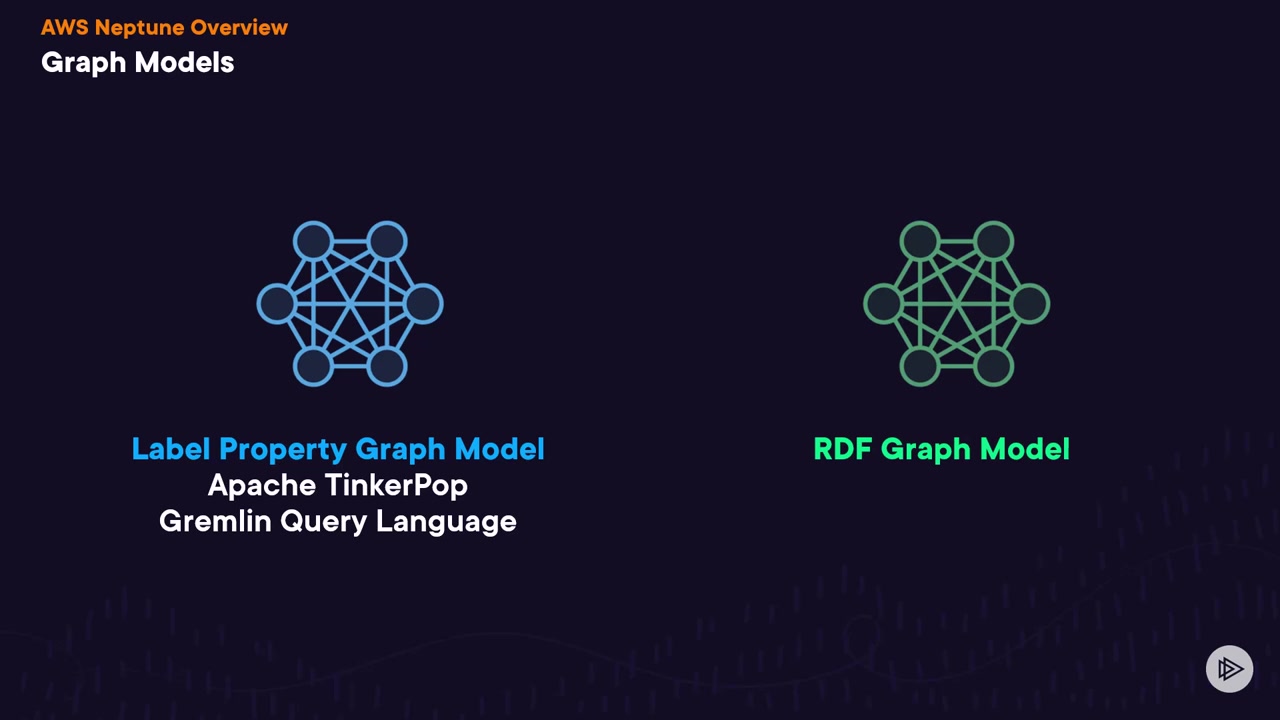 AWS Neptune Overview
Graph Models
Label Property Graph Model
Apache TinkerPop
Gremlin Query Language
RDF Graph Model